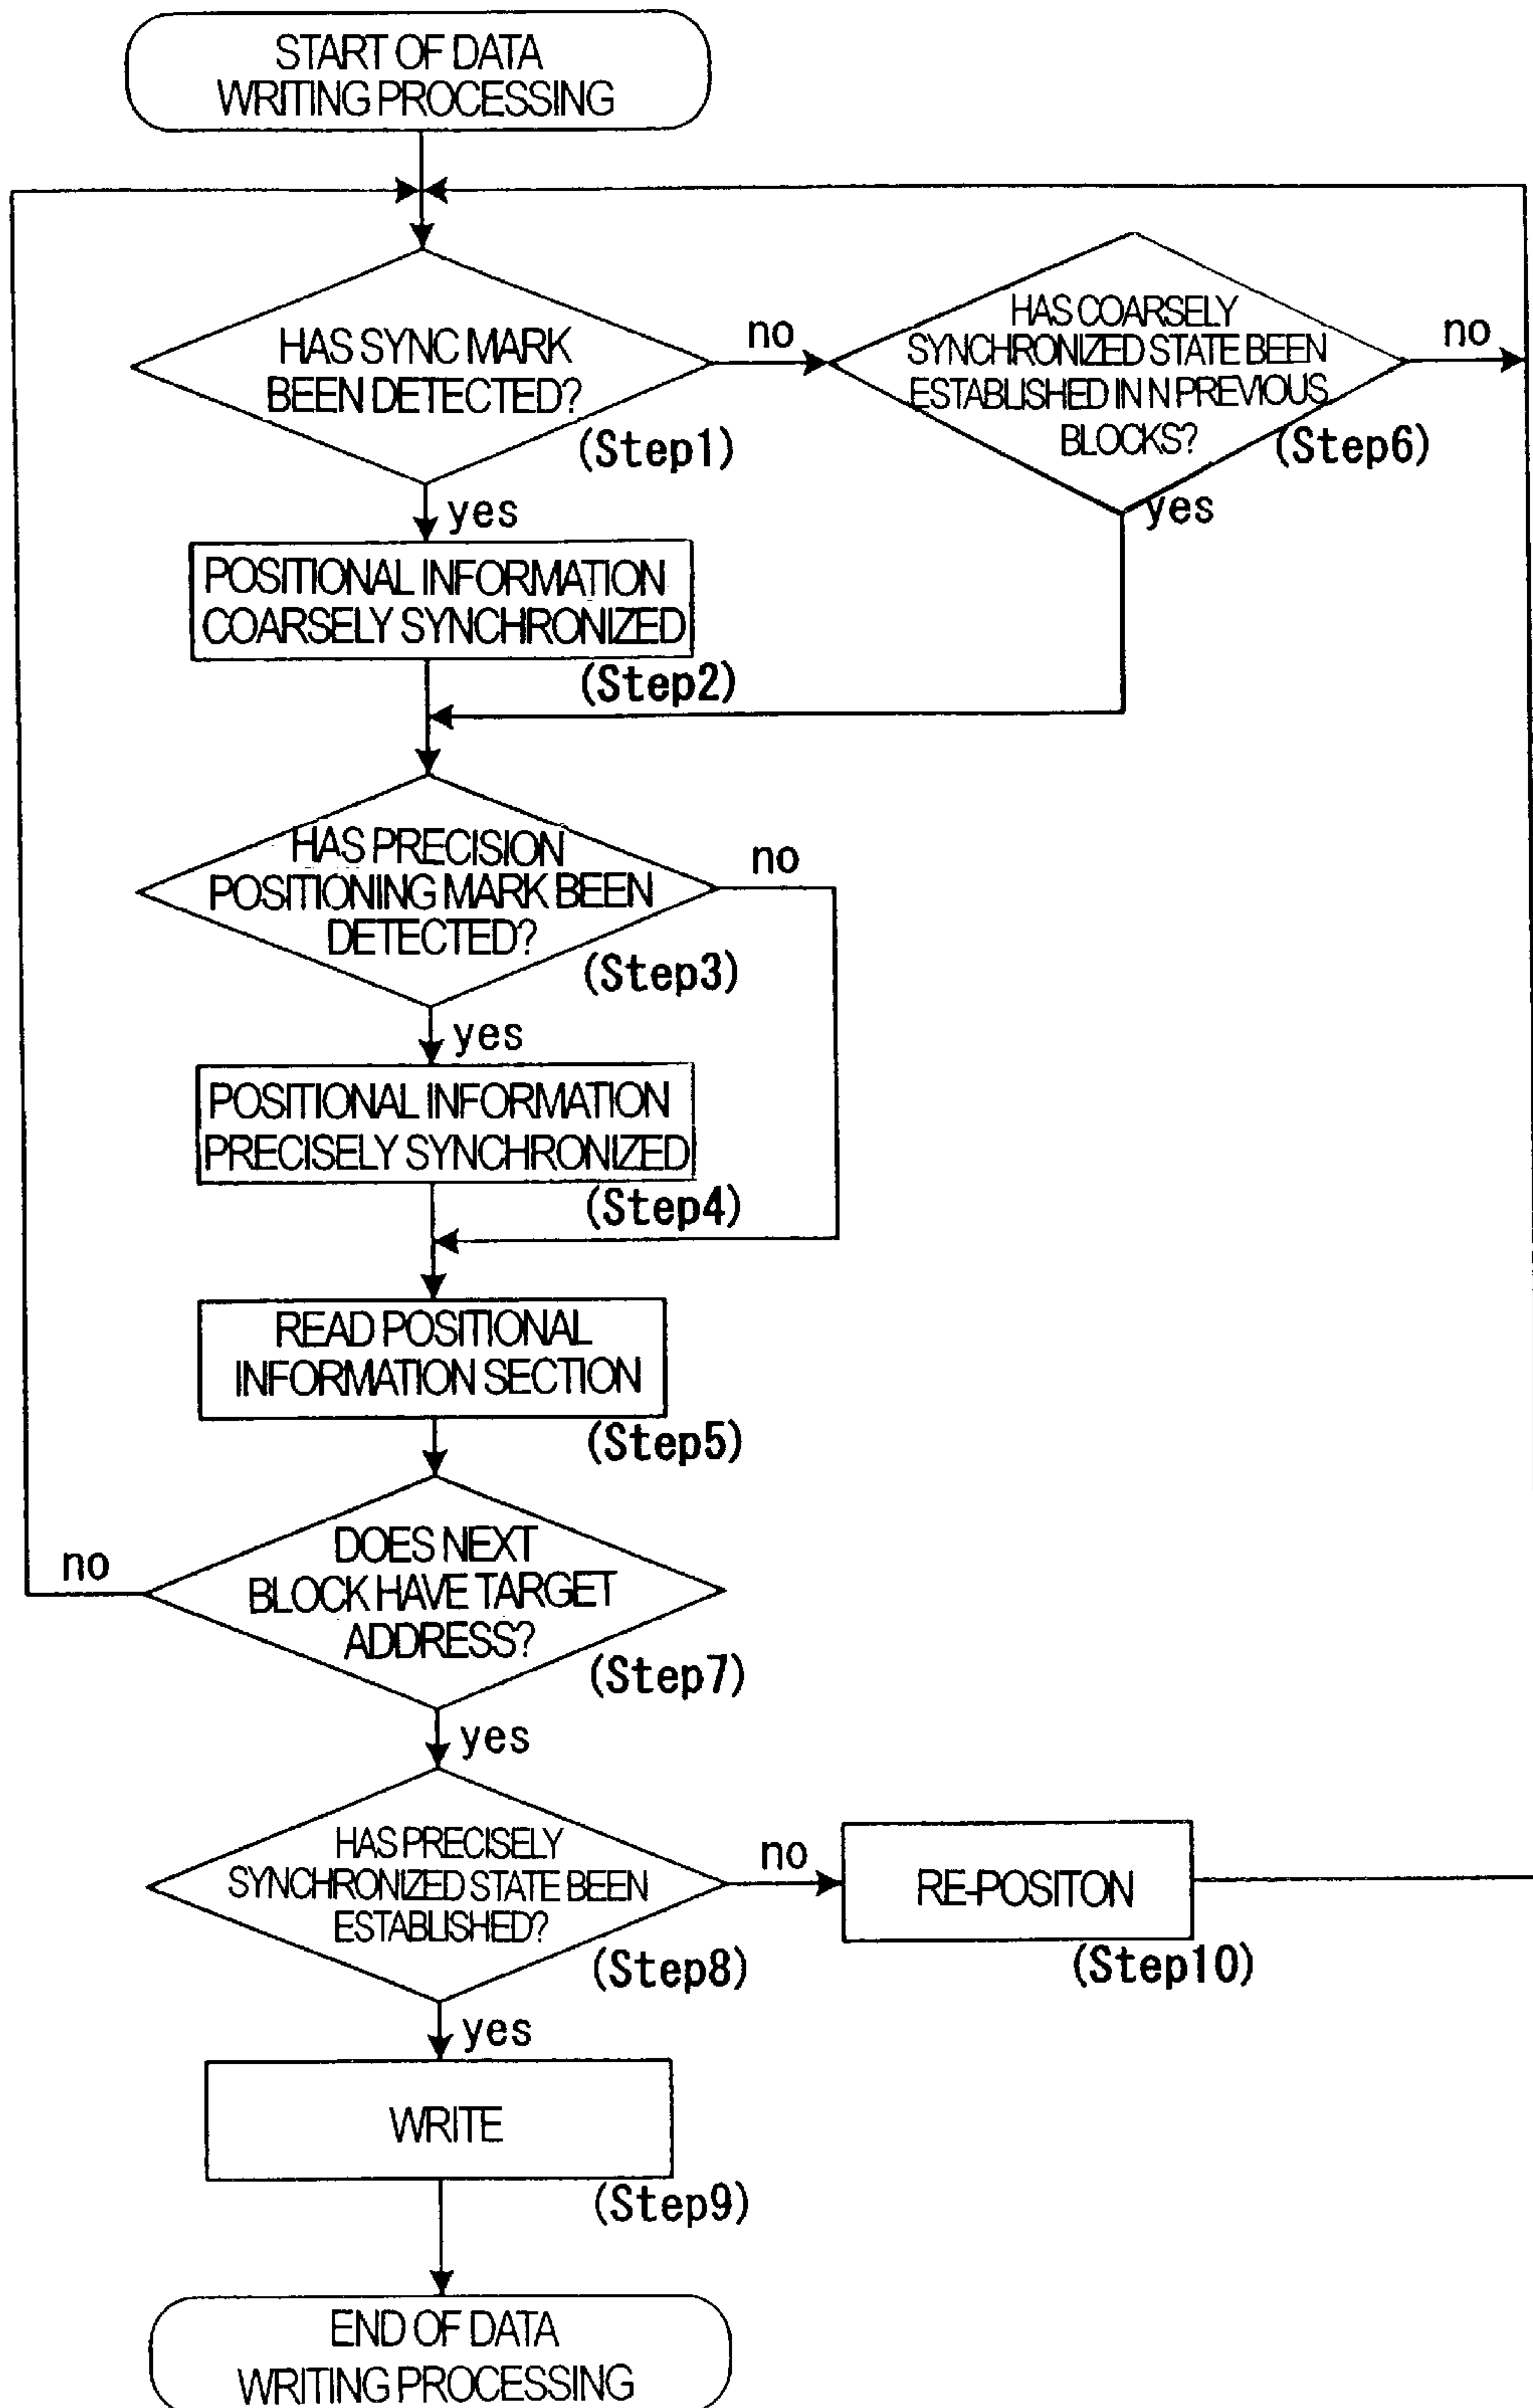 START OF DATA
WRITING PROCESSING
HAS SYNC MARK
BEEN DETECTED?
(Step1)
no
HAS COARSELY
SYNCHRONIZED STATE BEEN
ESTABLISHED IN N PREVIOUS
BLOCKS?
(Step6)
no
yes
yes
POSITIONAL INFORMATION
COARSELY SYNCHRONIZED
(Step2)
HAS PRECISION
POSITIONING MARK BEEN
DETECTED?
(Step3)
no
yes
POSITIONAL INFORMATION
PRECISELY SYNCHRONIZED
(Step4)
READ POSITIONAL
INFORMATION SECTION
(Step5)
DOES NEXT
BLOCK HAVE TARGET
ADDRESS?
(Step7)
no
yes
HAS PRECISELY
SYNCHRONIZED STATE BEEN
ESTABLISHED?
(Step8)
no
RE-POSITON
(Step10)
yes
WRITE
(Step9)
END OF DATA
WRITING PROCESSING